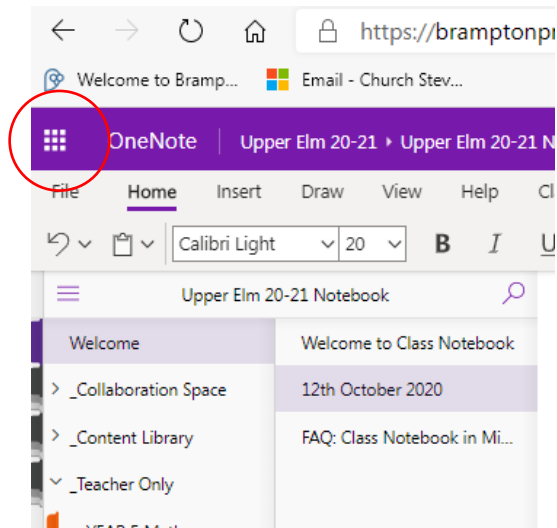 https://bramptonpr
Welcome to Bramp... Email - Church Stev...
OneNote Upper Elm 20-21 Upper Elm 20-21 N
File Home Insert Draw View Help Cl
Calibri Light 20 B I U
Upper Elm 20-21 Notebook
Welcome Welcome to Class Notebook
_Collaboration Space 12th October 2020
_Content Library FAQ: Class Notebook in Mi...
_Teacher Only